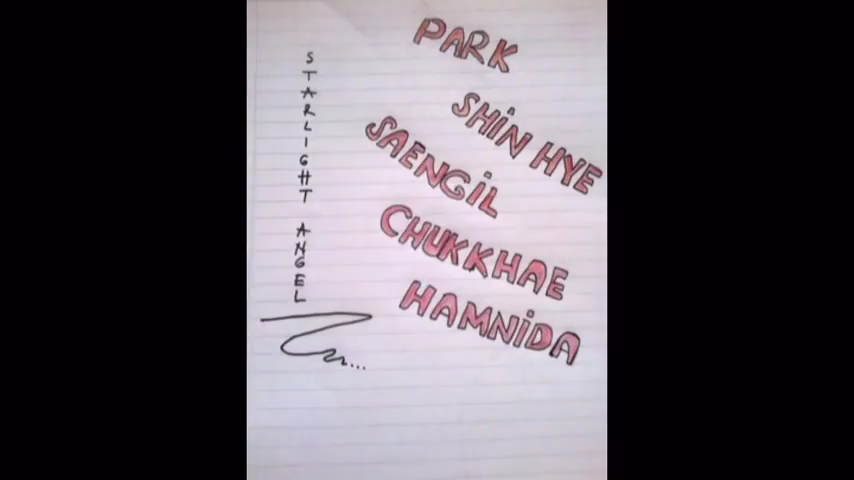 STARLIGHT ANGEL
PARK
SHiN HYE
SAENGiL
CHUKKHAE
HAMNiDA